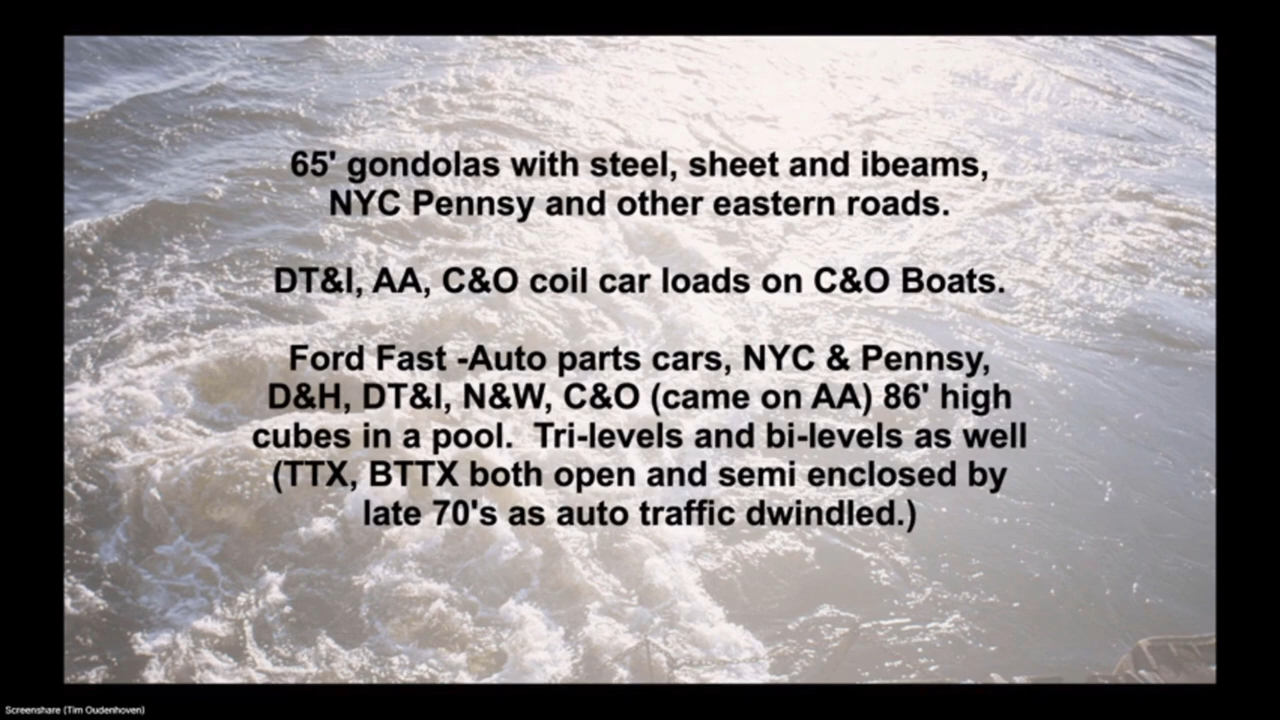 65' gondolas with steel, sheet and ibeams,
NYC Pennsy and other eastern roads.
DT&I, AA, C&O coil car loads on C&O Boats.
Ford Fast -Auto parts cars, NYC & Pennsy,
D&H, DT&I, N&W, C&O (came on AA) 86' high
cubes in a pool.  Tri-levels and bi-levels as well
(TTX, BTTX both open and semi enclosed by
late 70's as auto traffic dwindled.)
Screenshare (Tim Oudenhoven)